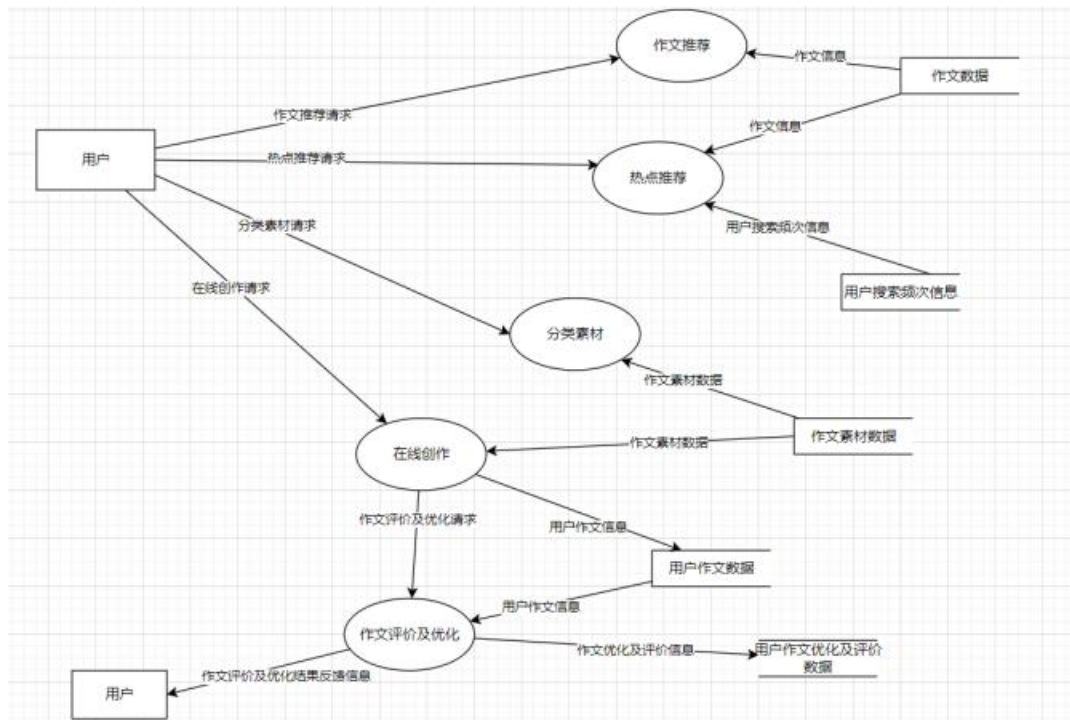 作文推荐
作文信息
作文数据
作文推荐请求
作文信息
用户
热点推荐请求
热点推荐
分类素材请求
用户搜索频次信息
在线创作请求
用户搜索频次信息
分类素材
作文素材数据
作文素材数据
作文素材数据
在线创作
作文评价及优化请求
用户作文信息
用户作文数据
用户作文信息
作文评价及优化
作文优化及评价信息
用户作文优化及评价
数据
作文评价及优化结果反馈信息
用户